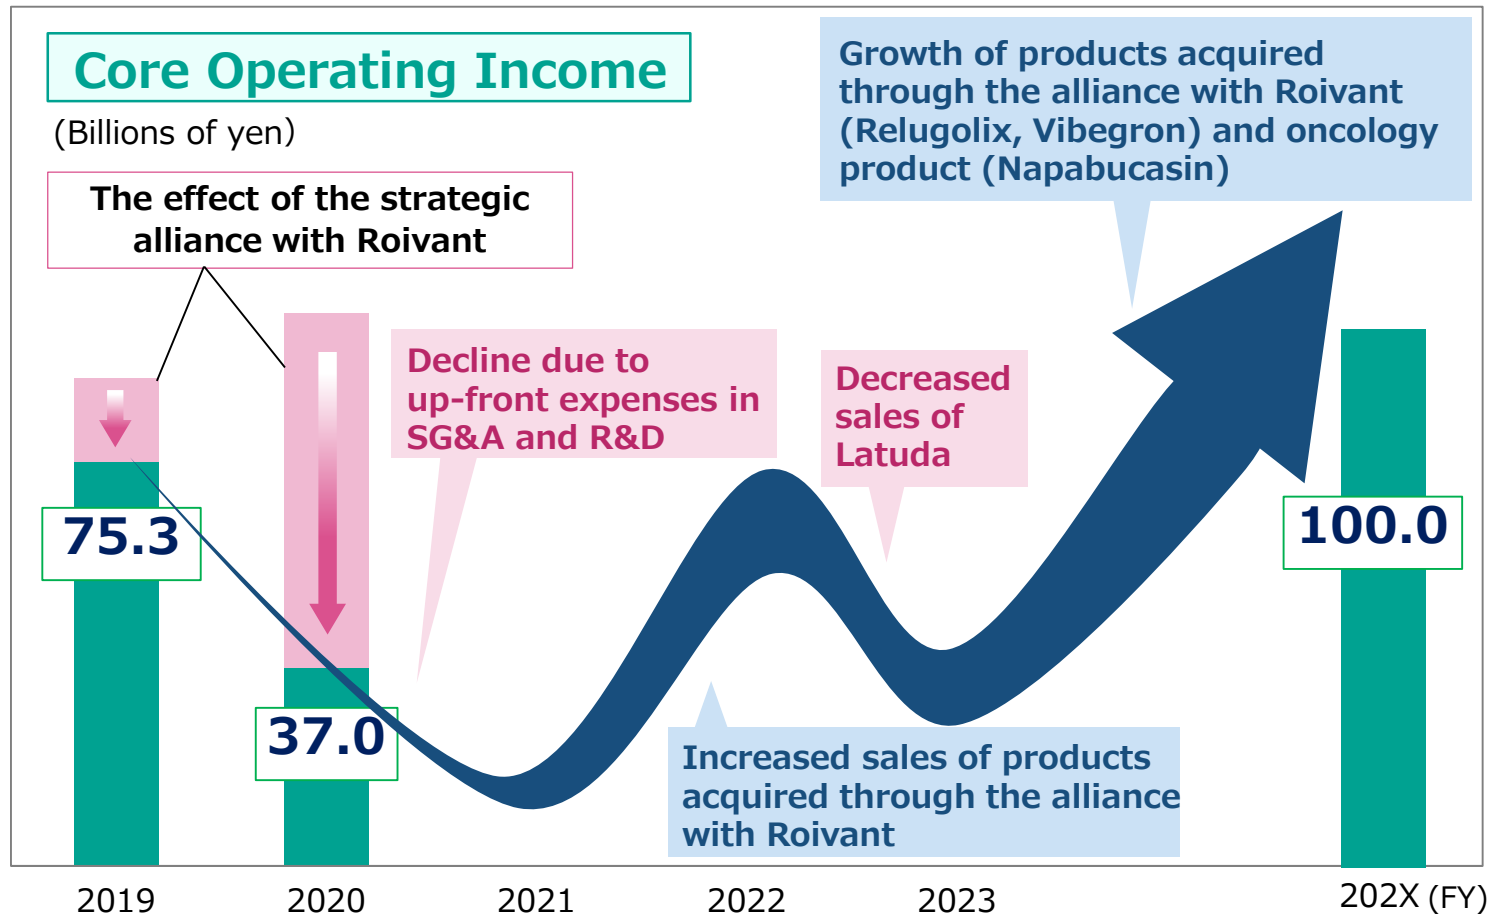 Core Operating Income
(Billions of yen)
The effect of the strategic
alliance with Roivant
Growth of products acquired
through the alliance with Roivant
(Relugolix, Vibegron) and oncology
product (Napabucasin)
Decline due to
up-front expenses in
SG&A and R&D
Decreased
sales of
Latuda
75.3
100.0
37.0
Increased sales of products
acquired through the alliance
with Roivant
2019 2020 2021 2022 2023 202X (FY)